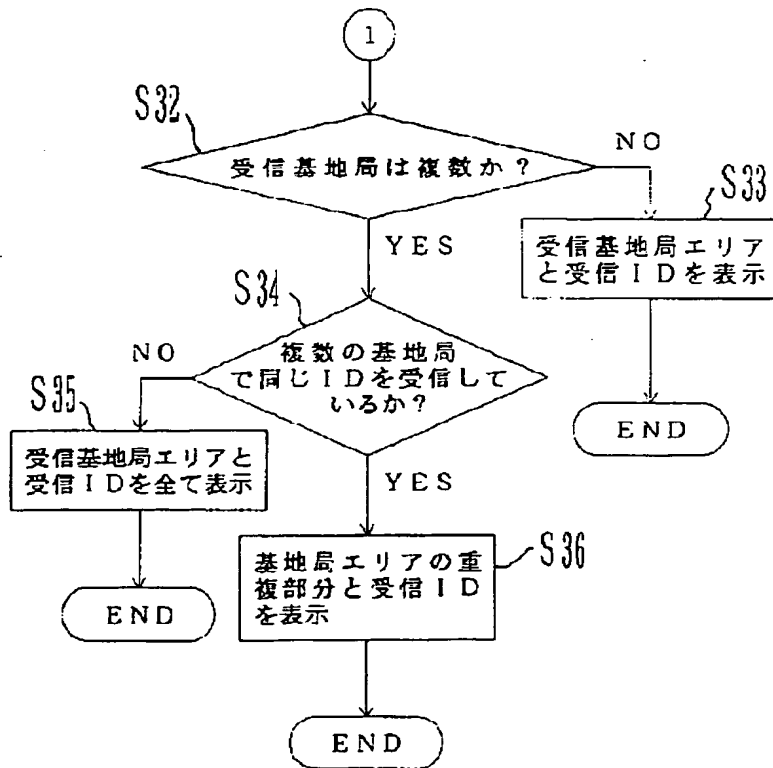 1
S32
受信基地局は複数か?
NO
S33
受信基地局エリア
と受信IDを表示
YES
END
S34
複数の基地局
で同じIDを受信して
いるか?
NO
S35
受信基地局エリアと
受信IDを全て表示
END
YES
S36
基地局エリアの重
複部分と受信ID
を表示
END